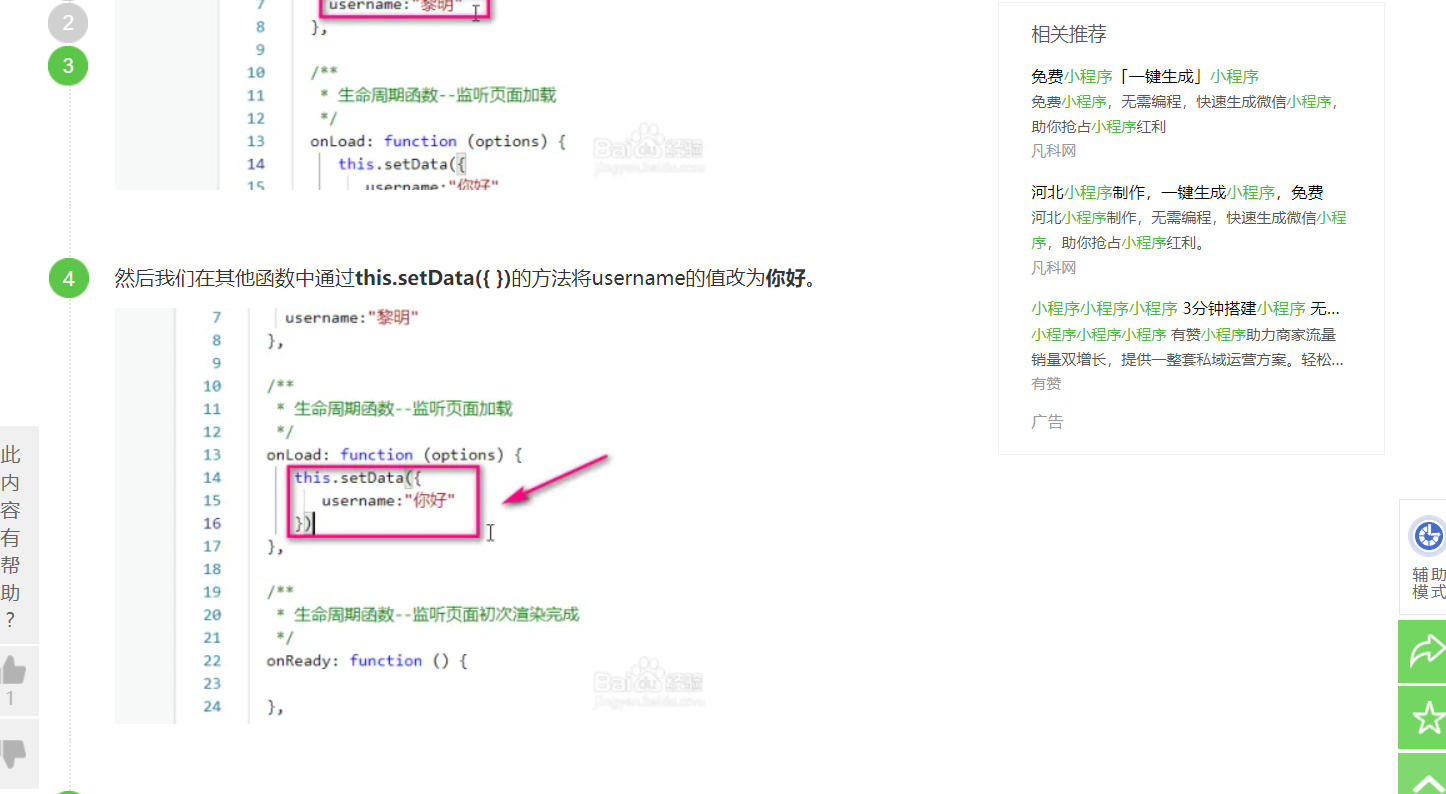 2
3
7 username:"黎明"
8 },
9
10 /**
11 * 生命周期函数--监听页面加载
12 */
13 onLoad: function (options) {
14 this.setData({
15 username:"你好"
Baidu 经验
jingyan.baidu.com
4 然后我们在其他函数中通过this.setData({ })的方法将username的值改为你好。
7 username:"黎明"
8 },
9
10 /**
11 * 生命周期函数--监听页面加载
12 */
13 onLoad: function (options) {
14 this.setData({
15 username:"你好"
16 })
17 },
18
19 /**
20 * 生命周期函数--监听页面初次渲染完成
21 */
22 onReady: function () {
23
24 },
Baidu 经验
jingyan.baidu.com
此
内
容
有
帮
助
?
1
相关推荐
免费小程序「一键生成」小程序
免费小程序，无需编程，快速生成微信小程序，
助你抢占小程序红利
凡科网
河北小程序制作，一键生成小程序，免费
河北小程序制作，无需编程，快速生成微信小程
序，助你抢占小程序红利。
凡科网
小程序小程序小程序 3分钟搭建小程序 无...
小程序小程序小程序 有赞小程序助力商家流量
销量双增长，提供一整套私域运营方案。轻松...
有赞
广告
辅助
模式